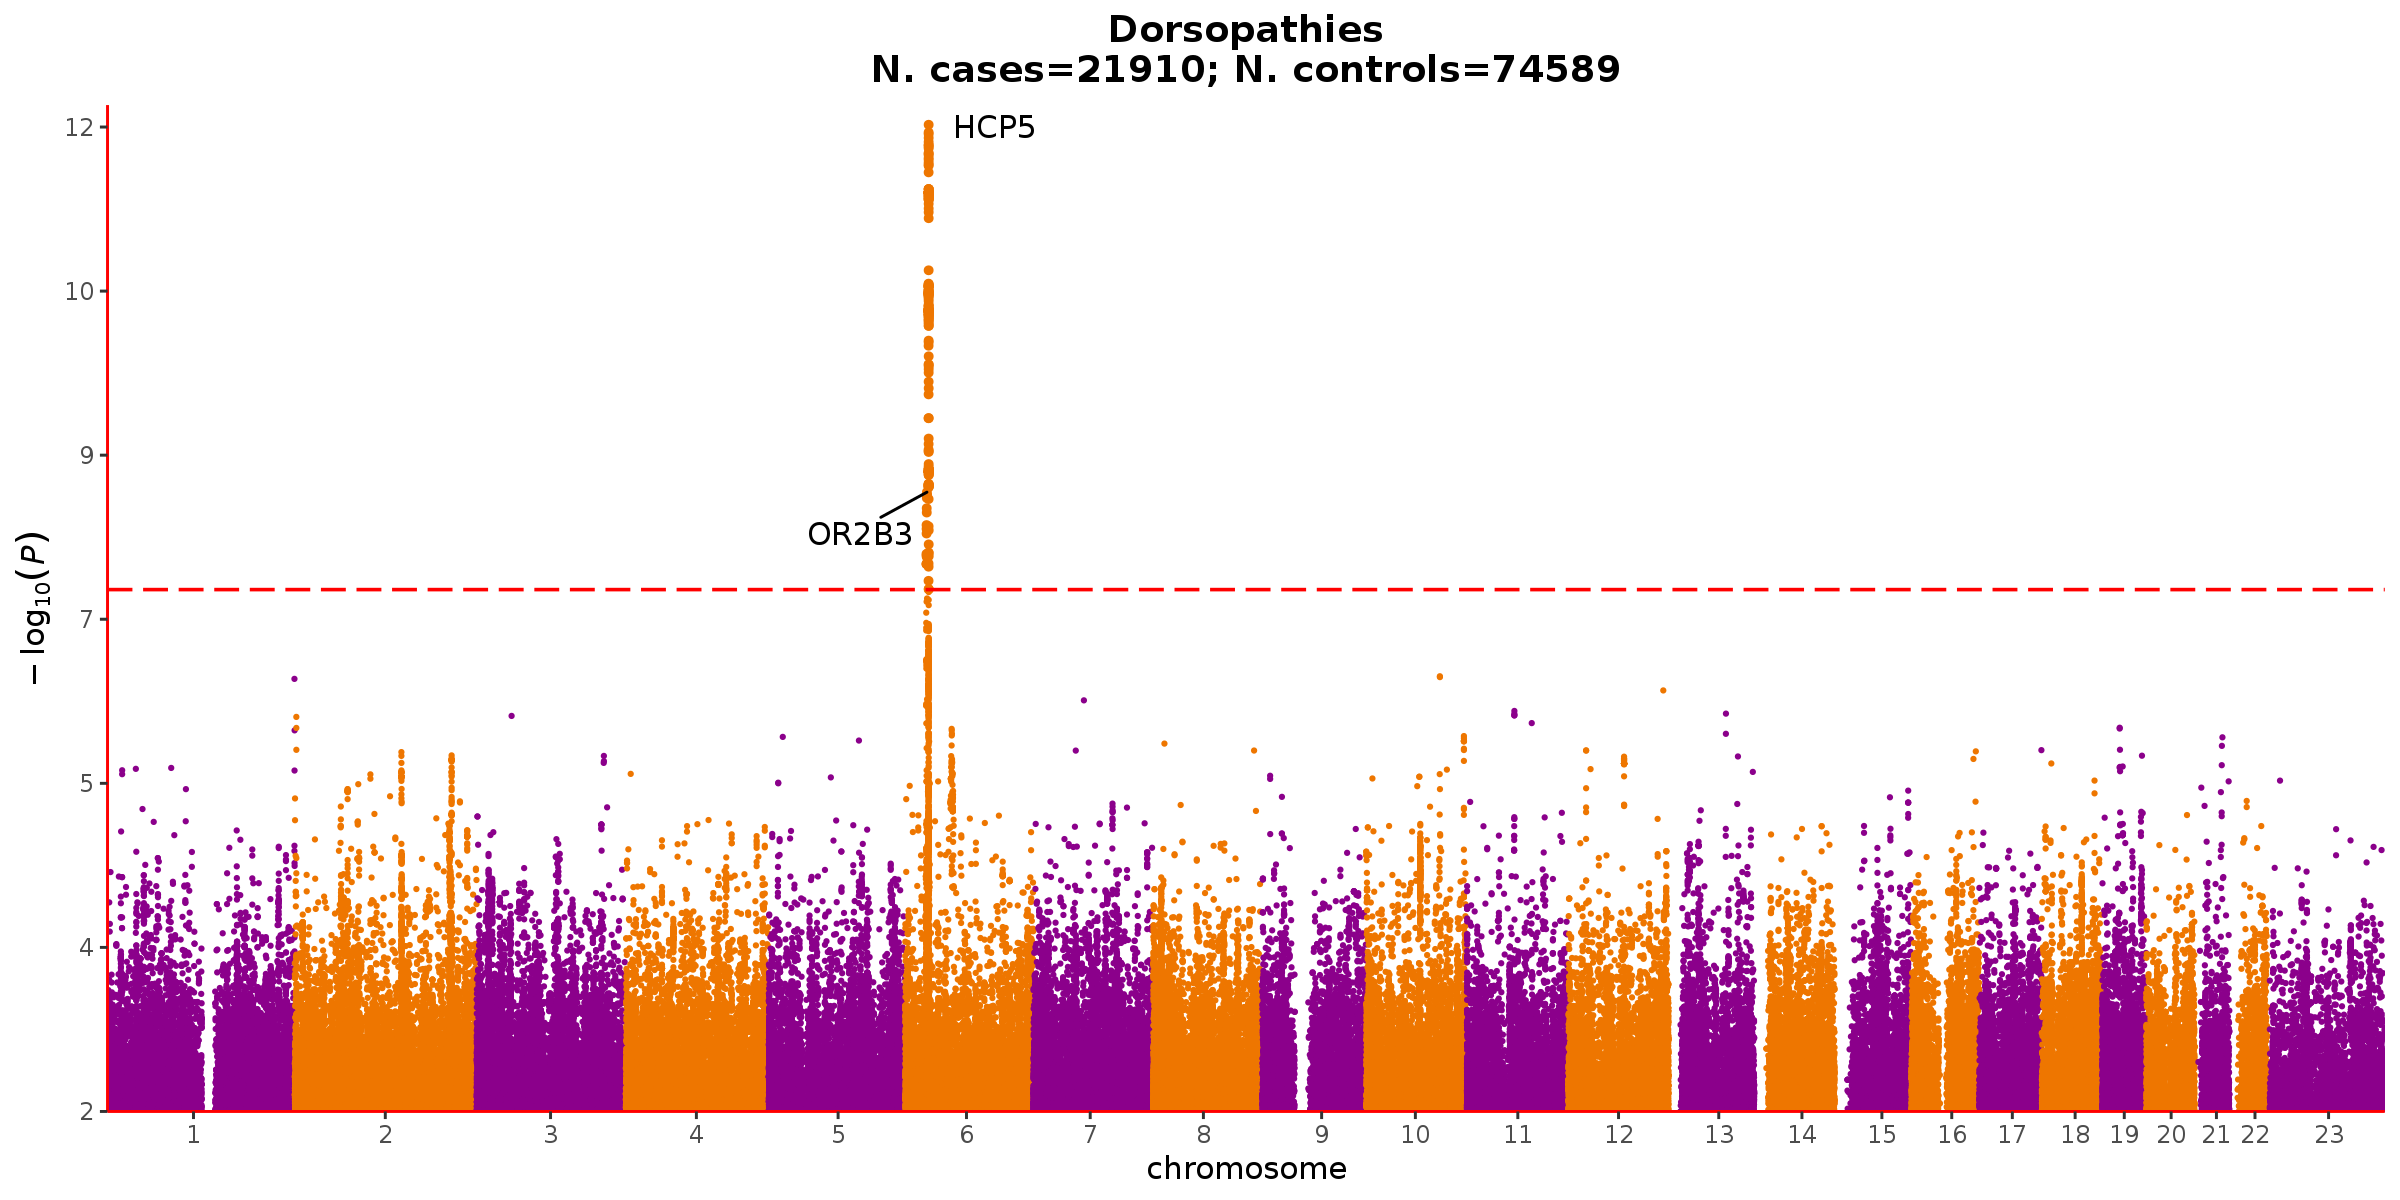 Dorsopathies
N. cases=21910; N. controls=74589
12
HCP5
10
9
OR2B3
7
5
4
2
−log10(P)
1 2 3 4 5 6 7 8 9 10 11 12 13 14 15 16 17 18 19 20 21 22 23
chromosome